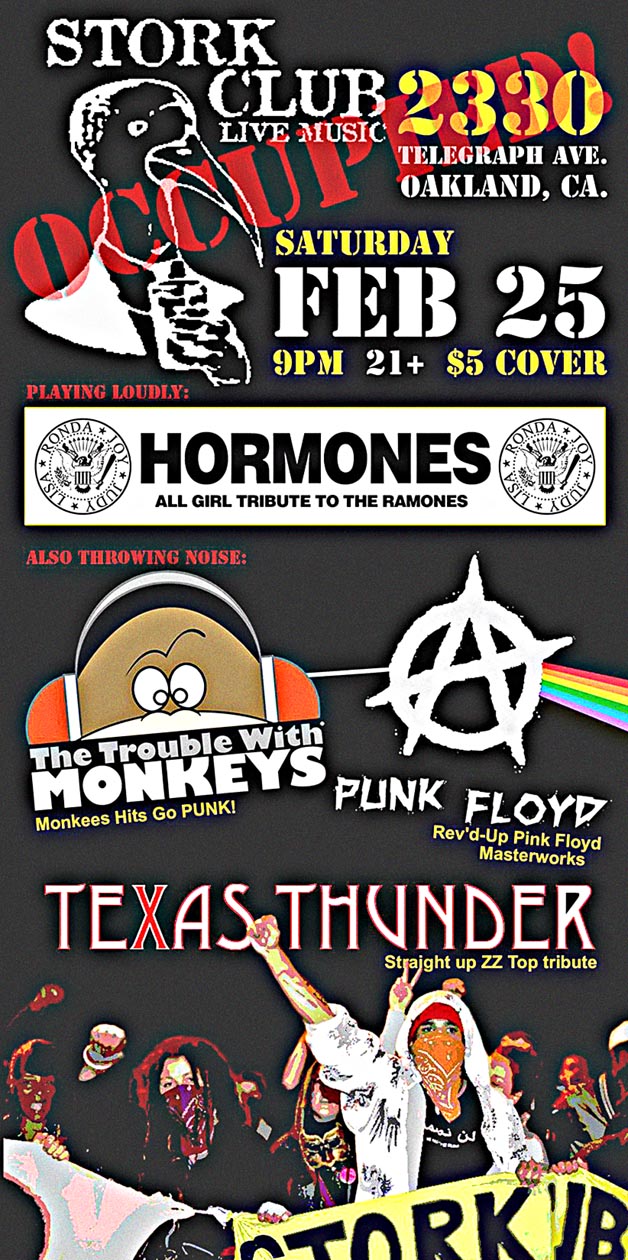 STORK
CLUB
LIVE MUSIC
OCCUPIED!
2330
TELEGRAPH AVE.
OAKLAND, CA.
SATURDAY
FEB 25
9PM 21+ $5 COVER
PLAYING LOUDLY:
RONDA ★ JOY ★ JUDY ★ LISA ★
HORMONES
ALL GIRL TRIBUTE TO THE RAMONES
RONDA ★ JOY ★ JUDY ★ LISA ★
ALSO THROWING NOISE:
The Trouble With
MONKEYS
Monkees Hits Go PUNK!
PUNK FLOYD
Rev'd-Up Pink Floyd
Masterworks
TEXAS THUNDER
Straight up ZZ Top tribute
STORK UB